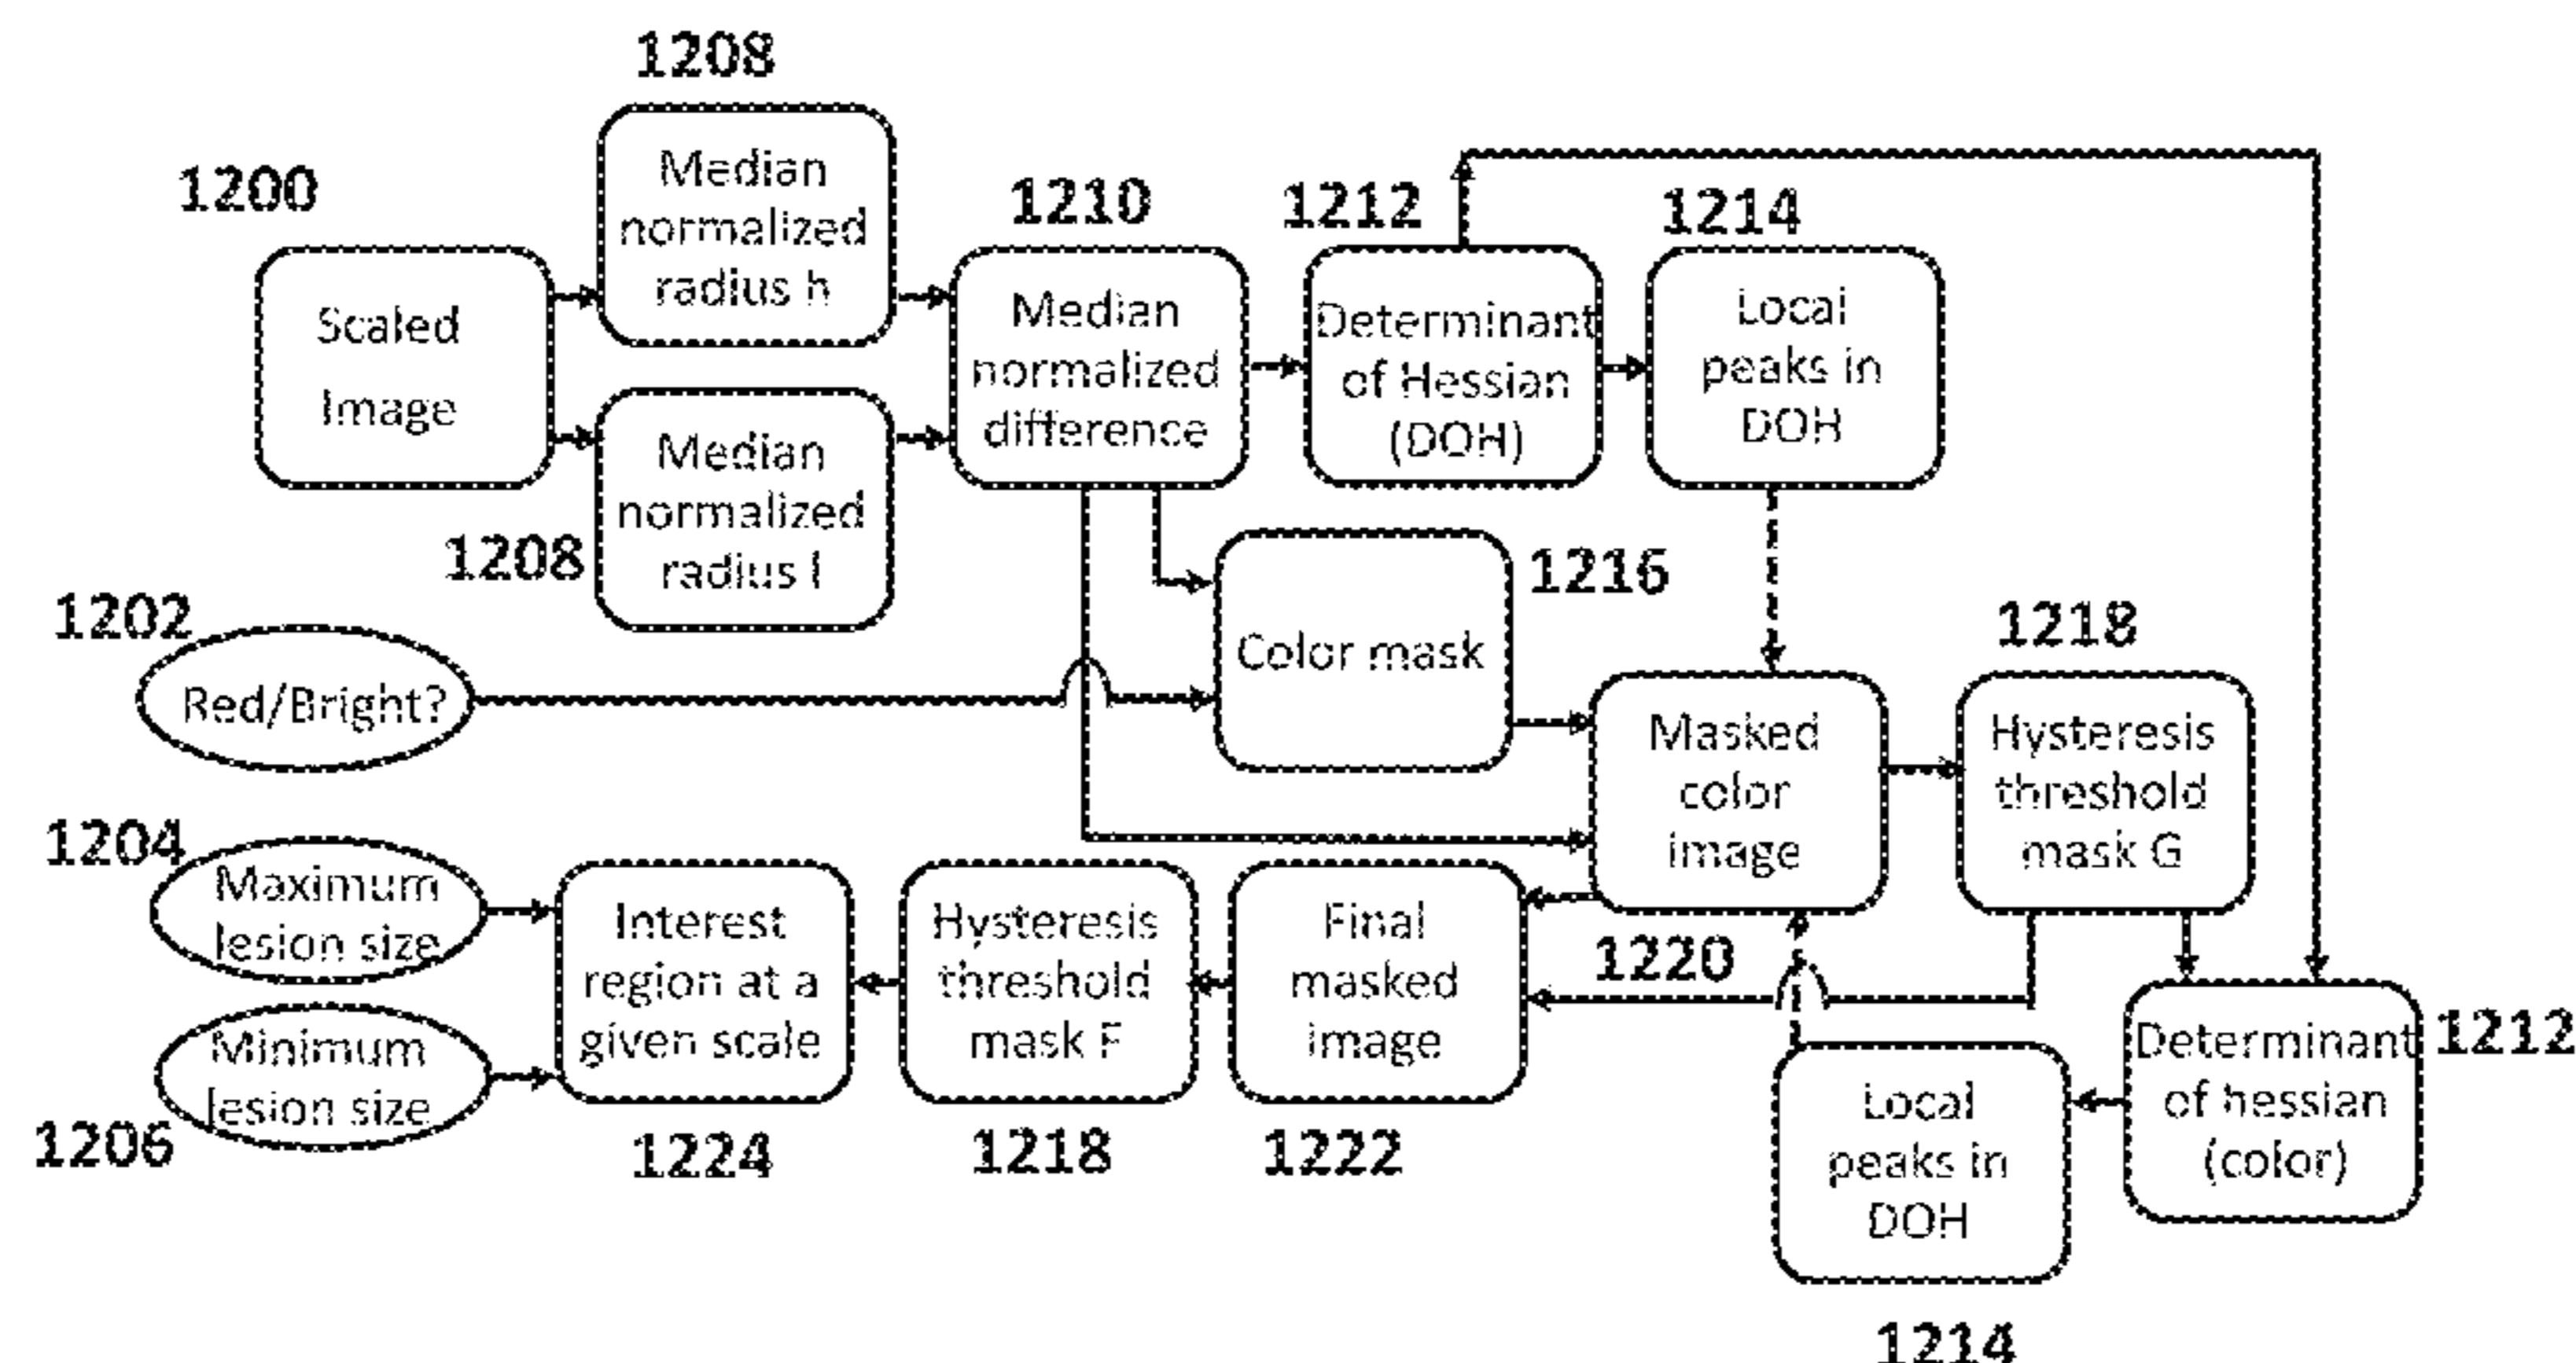 1208
1200
Median
normalized
radius h
1210
1212
1214
Scaled
Image
Median
normalized
difference
Determinant
of Hessian
(DOH)
Local
peaks in
DOH
Median
normalized
radius l
1208
1216
1202
Red/Bright?
Color mask
1218
Masked
color
image
Hysteresis
threshold
mask G
1204
Maximum
lesion size
Interest
region at a
given scale
Hysteresis
threshold
mask F
Final
masked
image
1220
Minimum
lesion size
1206
1224
1218
1222
Determinant
of hessian
(color)
1212
Local
peaks in
DOH
1214